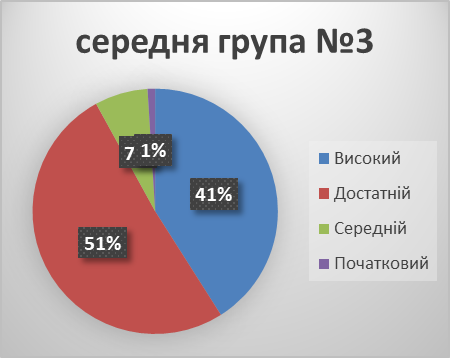 середня група №3
7
1%
41%
51%
Високий
Достатній
Середній
Початковий